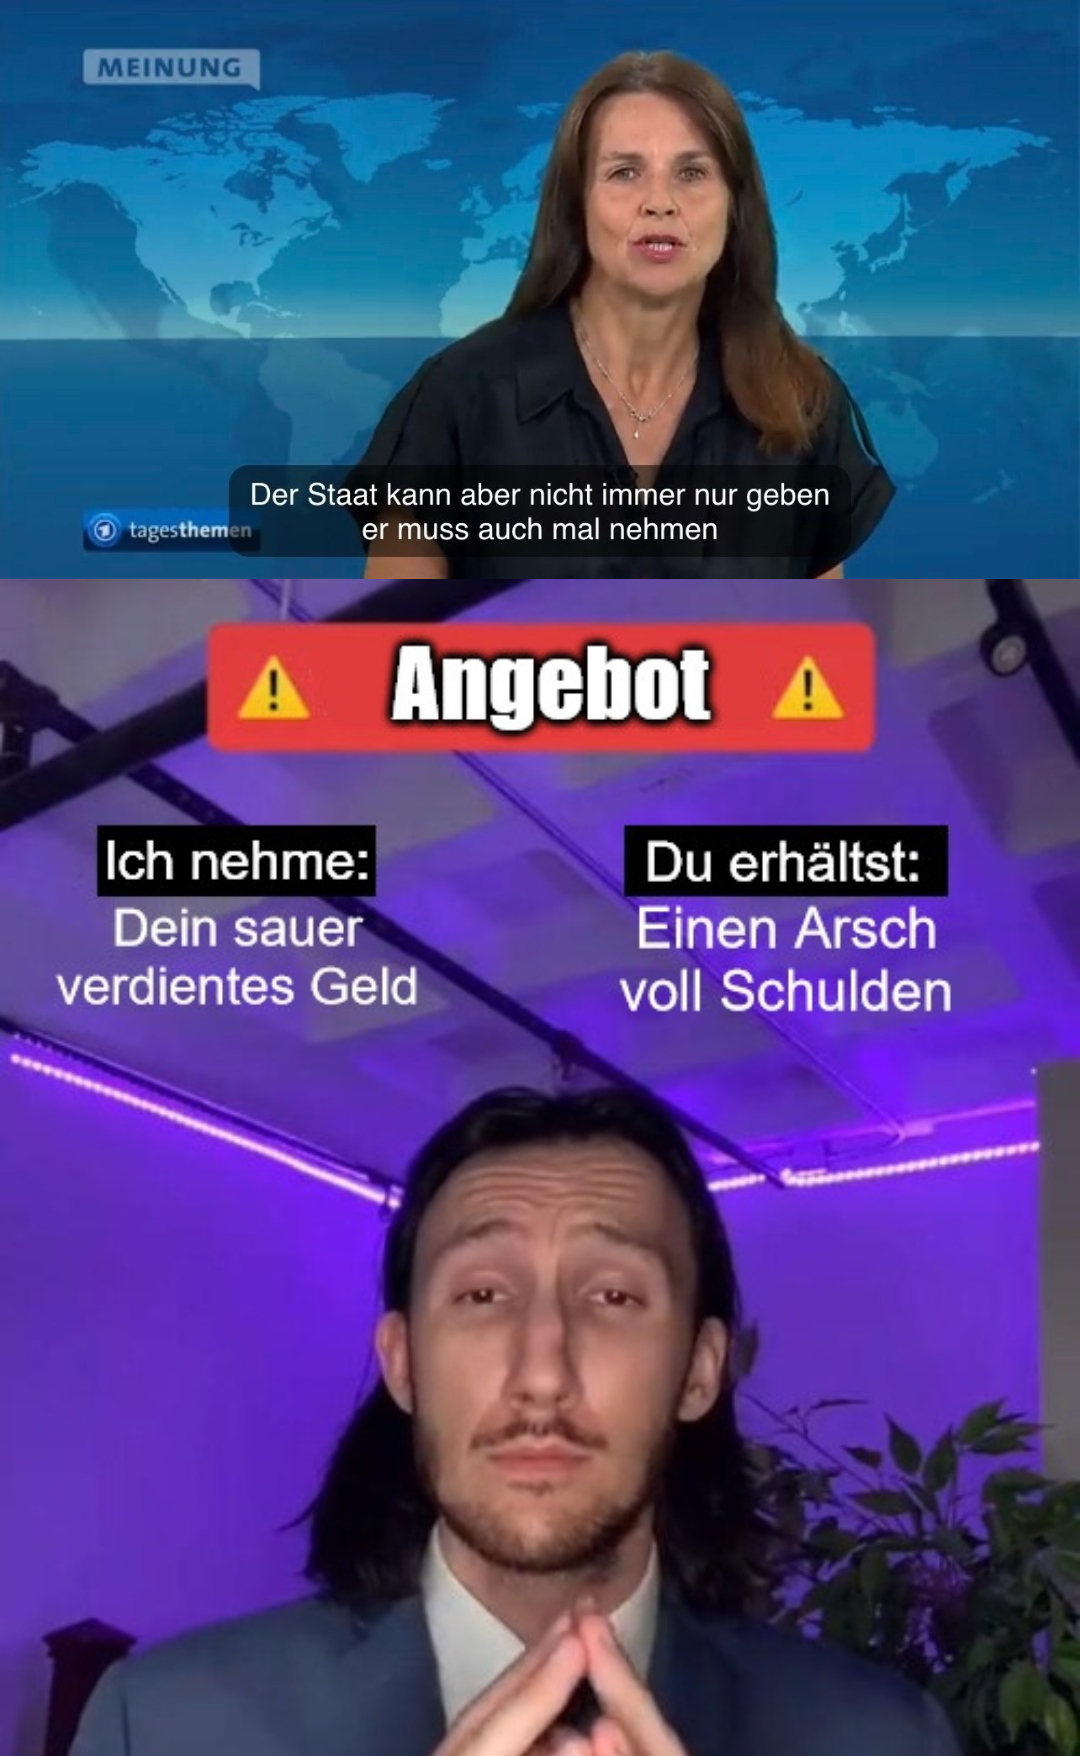 MEINUNG
Der Staat kann aber nicht immer nur geben
er muss auch mal nehmen
tagesthemen
Angebot
Ich nehme:
Dein sauer
verdientes Geld
Du erhältst:
Einen Arsch
voll Schulden